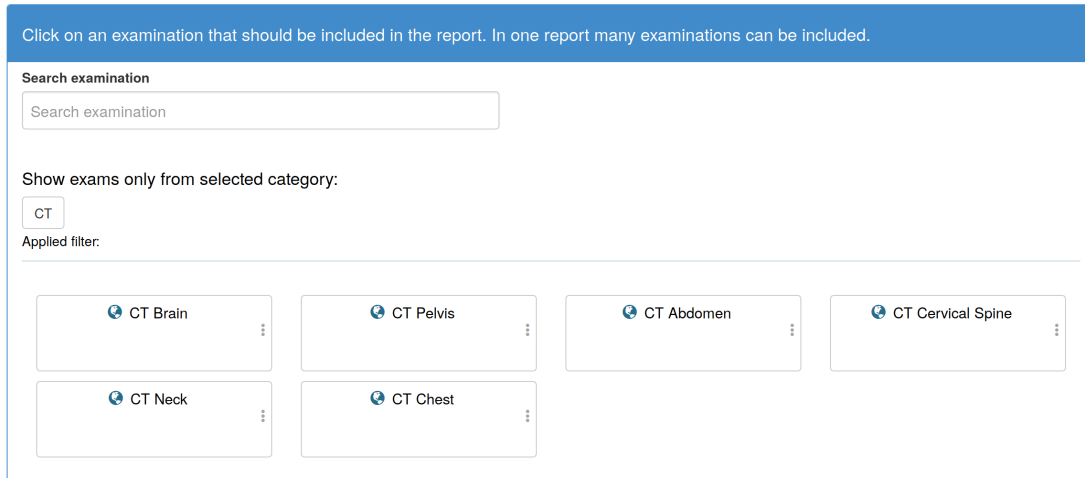 Click on an examination that should be included in the report. In one report many examinations can be included.
Search examination
Search examination
Show exams only from selected category:
CT
Applied filter:
CT Brain
CT Pelvis
CT Abdomen
CT Cervical Spine
CT Neck
CT Chest